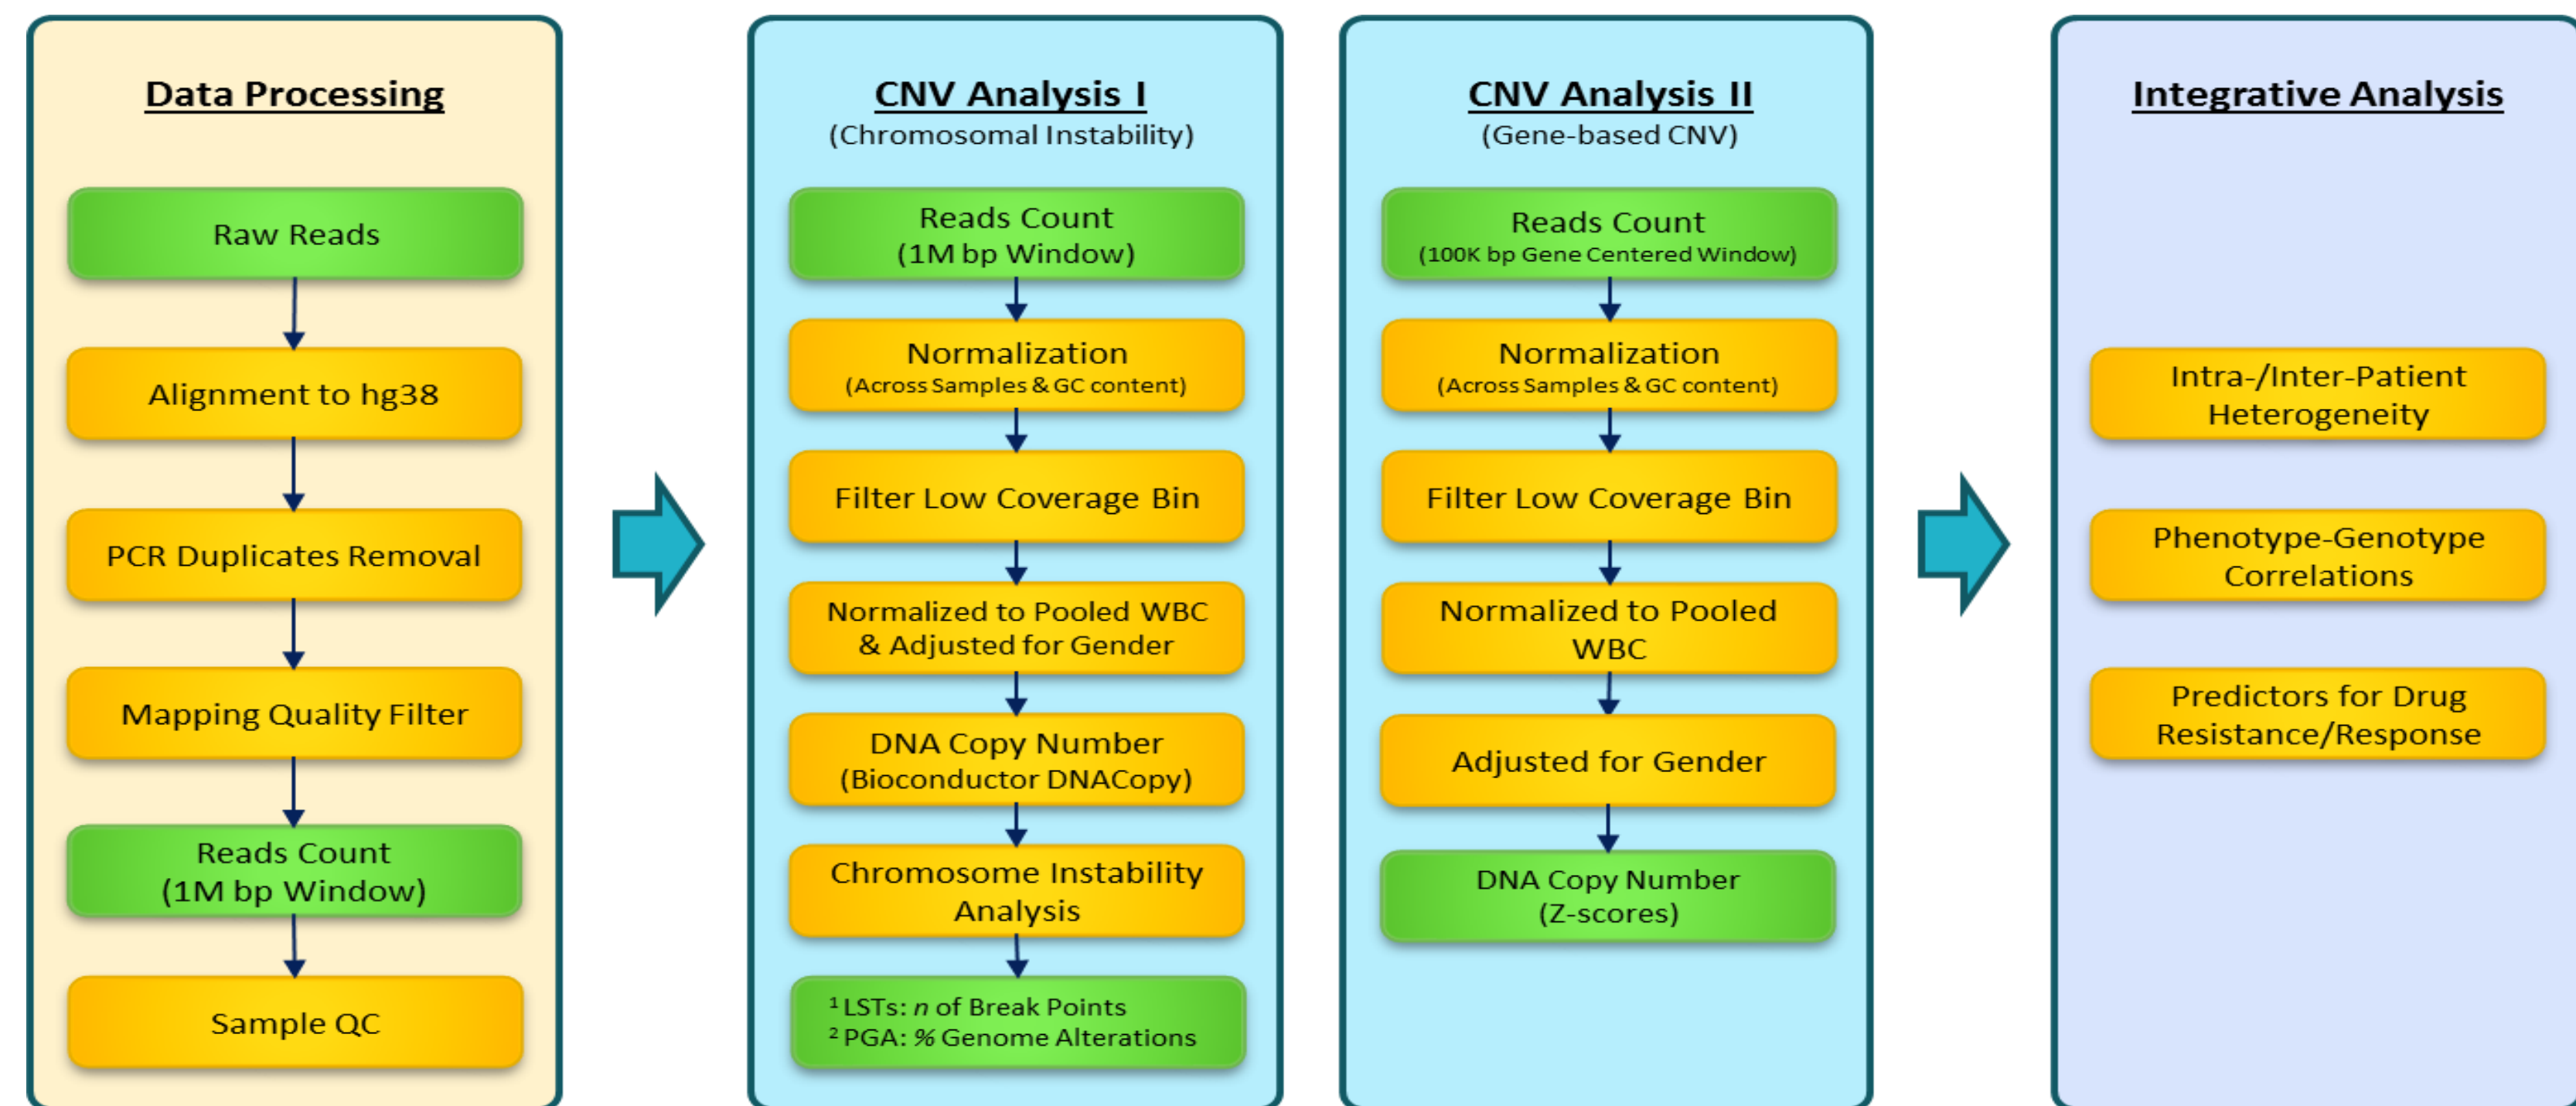 Data Processing
Raw Reads
Alignment to hg38
PCR Duplicates Removal
Mapping Quality Filter
Reads Count
(1M bp Window)
Sample QC
CNV Analysis I
(Chromosomal Instability)
Reads Count
(1M bp Window)
Normalization
(Across Samples & GC content)
Filter Low Coverage Bin
Normalized to Pooled WBC
& Adjusted for Gender
DNA Copy Number
(Bioconductor DNACopy)
Chromosome Instability
Analysis
¹ LSTs: n of Break Points
² PGA: % Genome Alterations
CNV Analysis II
(Gene-based CNV)
Reads Count
(100K bp Gene Centered Window)
Normalization
(Across Samples & GC content)
Filter Low Coverage Bin
Normalized to Pooled
WBC
Adjusted for Gender
DNA Copy Number
(Z-scores)
Integrative Analysis
Intra-/Inter-Patient
Heterogeneity
Phenotype-Genotype
Correlations
Predictors for Drug
Resistance/Response